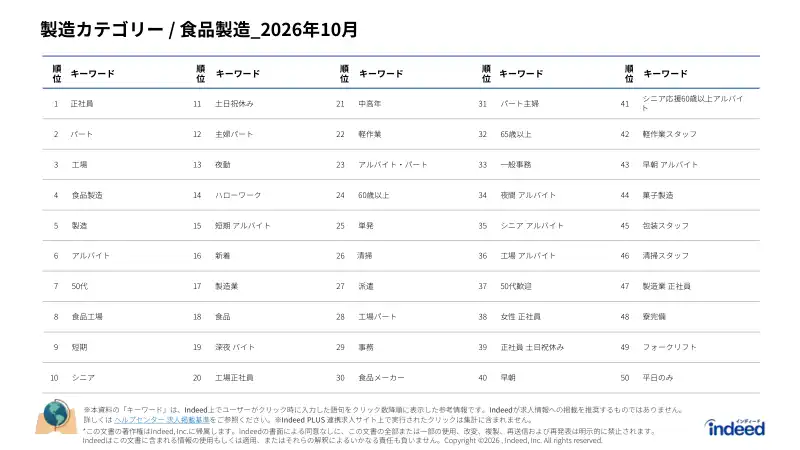 製造カテゴリー / 食品製造_2026年10月
順位 キーワード 順位 キーワード 順位 キーワード 順位 キーワード 順位 キーワード
1 正社員 11 土日祝休み 21 中高年 31 パート主婦 41 シニア応援60歳以上アルバイト
2 パート 12 主婦パート 22 軽作業 32 65歳以上 42 軽作業スタッフ
3 工場 13 夜勤 23 アルバイト・パート 33 一般事務 43 早朝 アルバイト
4 食品製造 14 ハローワーク 24 60歳以上 34 夜間 アルバイト 44 菓子製造
5 製造 15 短期 アルバイト 25 単発 35 シニア アルバイト 45 包装スタッフ
6 アルバイト 16 新着 26 清掃 36 工場 アルバイト 46 清掃スタッフ
7 50代 17 製造業 27 派遣 37 50代歓迎 47 製造業 正社員
8 食品工場 18 食品 28 工場パート 38 女性 正社員 48 寮完備
9 短期 19 深夜 バイト 29 事務 39 正社員 土日祝休み 49 フォークリフト
10 シニア 20 工場正社員 30 食品メーカー 40 早朝 50 平日のみ
※本資料の「キーワード」は、Indeed上でユーザーがクリック時に入力した語句をクリック数降順に表示した参考情報です。Indeedが求人情報への掲載を推奨するものではありません。
詳しくは ヘルプセンター 求人掲載基準をご参照ください。※Indeed PLUS 連携求人サイト上で実行されたクリックは集計に含まれません。
*この文書の著作権はIndeed, Inc.に帰属します。Indeedの書面による同意なしに、この文書の全部または一部の使用、改変、複製、再送信および再発表は明示的に禁止されます。
Indeedはこの文書に含まれる情報の使用もしくは適用、またはそれらの解釈によるいかなる責任も負いません。Copyright ©2026 , Indeed, Inc. All rights reserved.
インディード
indeed